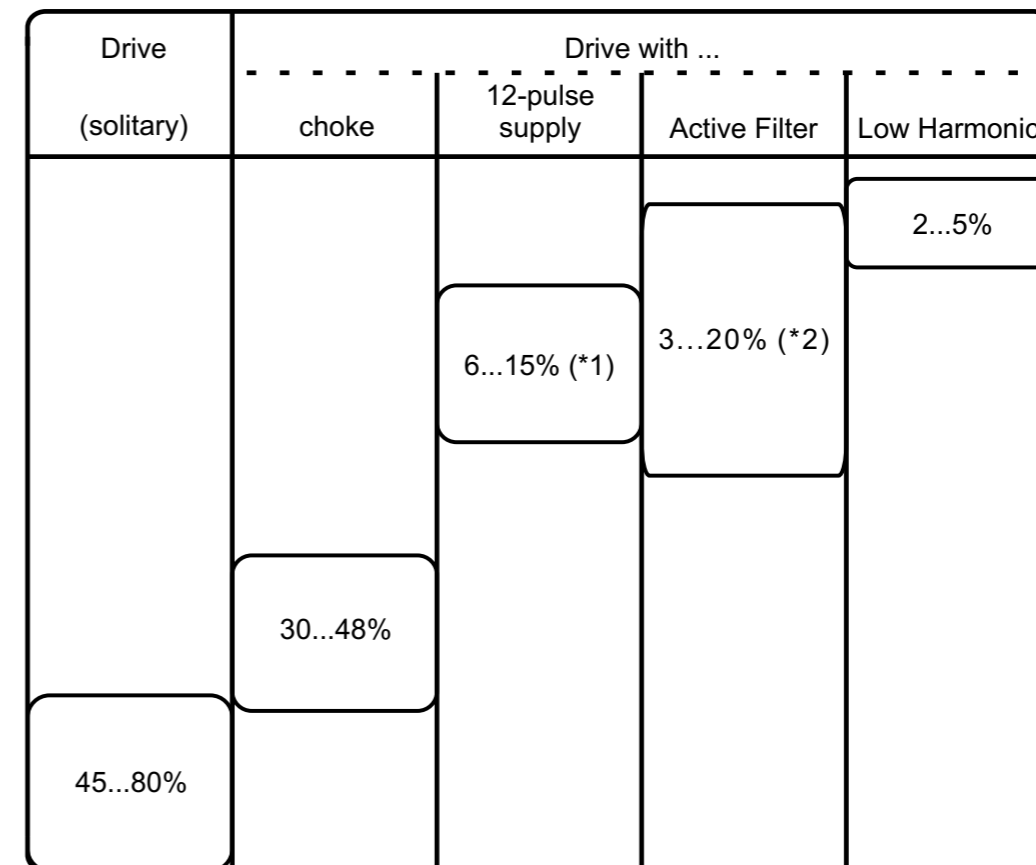 Drive
(solitary)
Drive with ...
choke
12-pulse
supply
Active Filter
Low Harmonic
2...5%
3...20% (*2)
6...15% (*1)
30...48%
45...80%